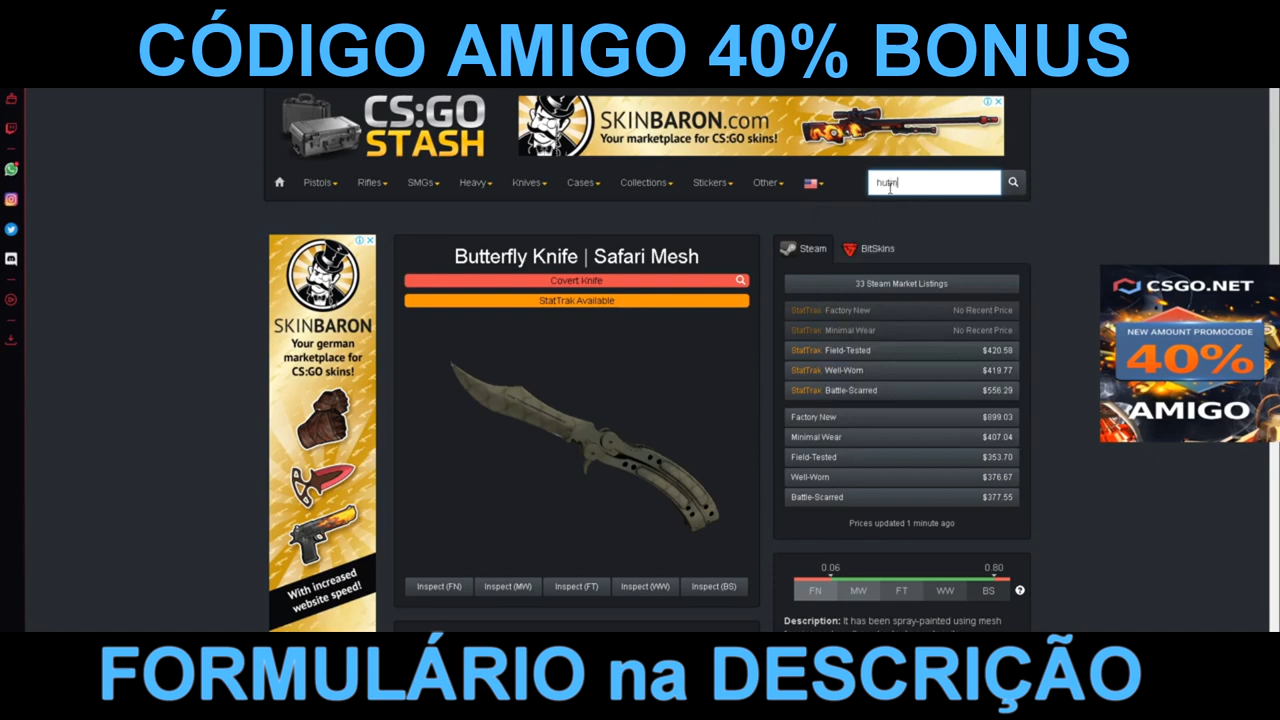 CÓDIGO AMIGO 40% BONUS
CS:GO
STASH
SKINBARON.com
Your marketplace for CS:GO skins!
Pistols
Rifles
SMGs
Heavy
Knives
Cases
Collections
Stickers
Other
SKINBARON
Your german
marketplace for
CS:GO skins!
With increased
website speed!
Butterfly Knife | Safari Mesh
Covert Knife
StatTrak Available
Inspect (FN)
Inspect (MW)
Inspect (FT)
Inspect (WW)
Inspect (BS)
Steam
BitSkins
33 Steam Market Listings
StatTrak Factory New No Recent Price
StatTrak Minimal Wear No Recent Price
StatTrak Field-Tested $420.58
StatTrak Well-Worn $419.77
StatTrak Battle-Scarred $556.29
Factory New $899.03
Minimal Wear $407.04
Field-Tested $353.70
Well-Worn $376.67
Battle-Scarred $377.55
Prices updated 1 minute ago
0.06 0.80
FN MW FT WW BS
Description: It has been spray-painted using mesh
CSGO.NET
NEW AMOUNT PROMOCODE
40%
AMIGO
FORMULÁRIO na DESCRIÇÃO